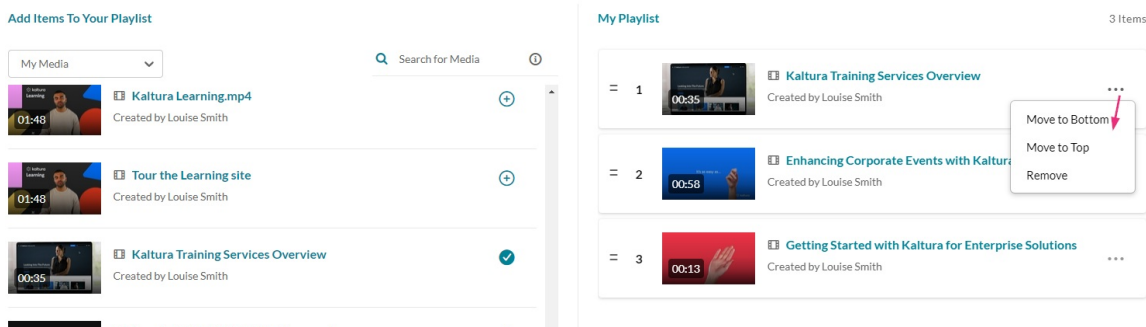 Add Items To Your Playlist
My Media
Search for Media
Kaltura Learning.mp4
Created by Louise Smith
01:48
Tour the Learning site
Created by Louise Smith
01:48
Kaltura Training Services Overview
Created by Louise Smith
00:35
My Playlist
3 Items
1
Kaltura Training Services Overview
Created by Louise Smith
00:35
Move to Bottom
Move to Top
Remove
2
Enhancing Corporate Events with Kaltura
Created by Louise Smith
00:58
3
Getting Started with Kaltura for Enterprise Solutions
Created by Louise Smith
00:13